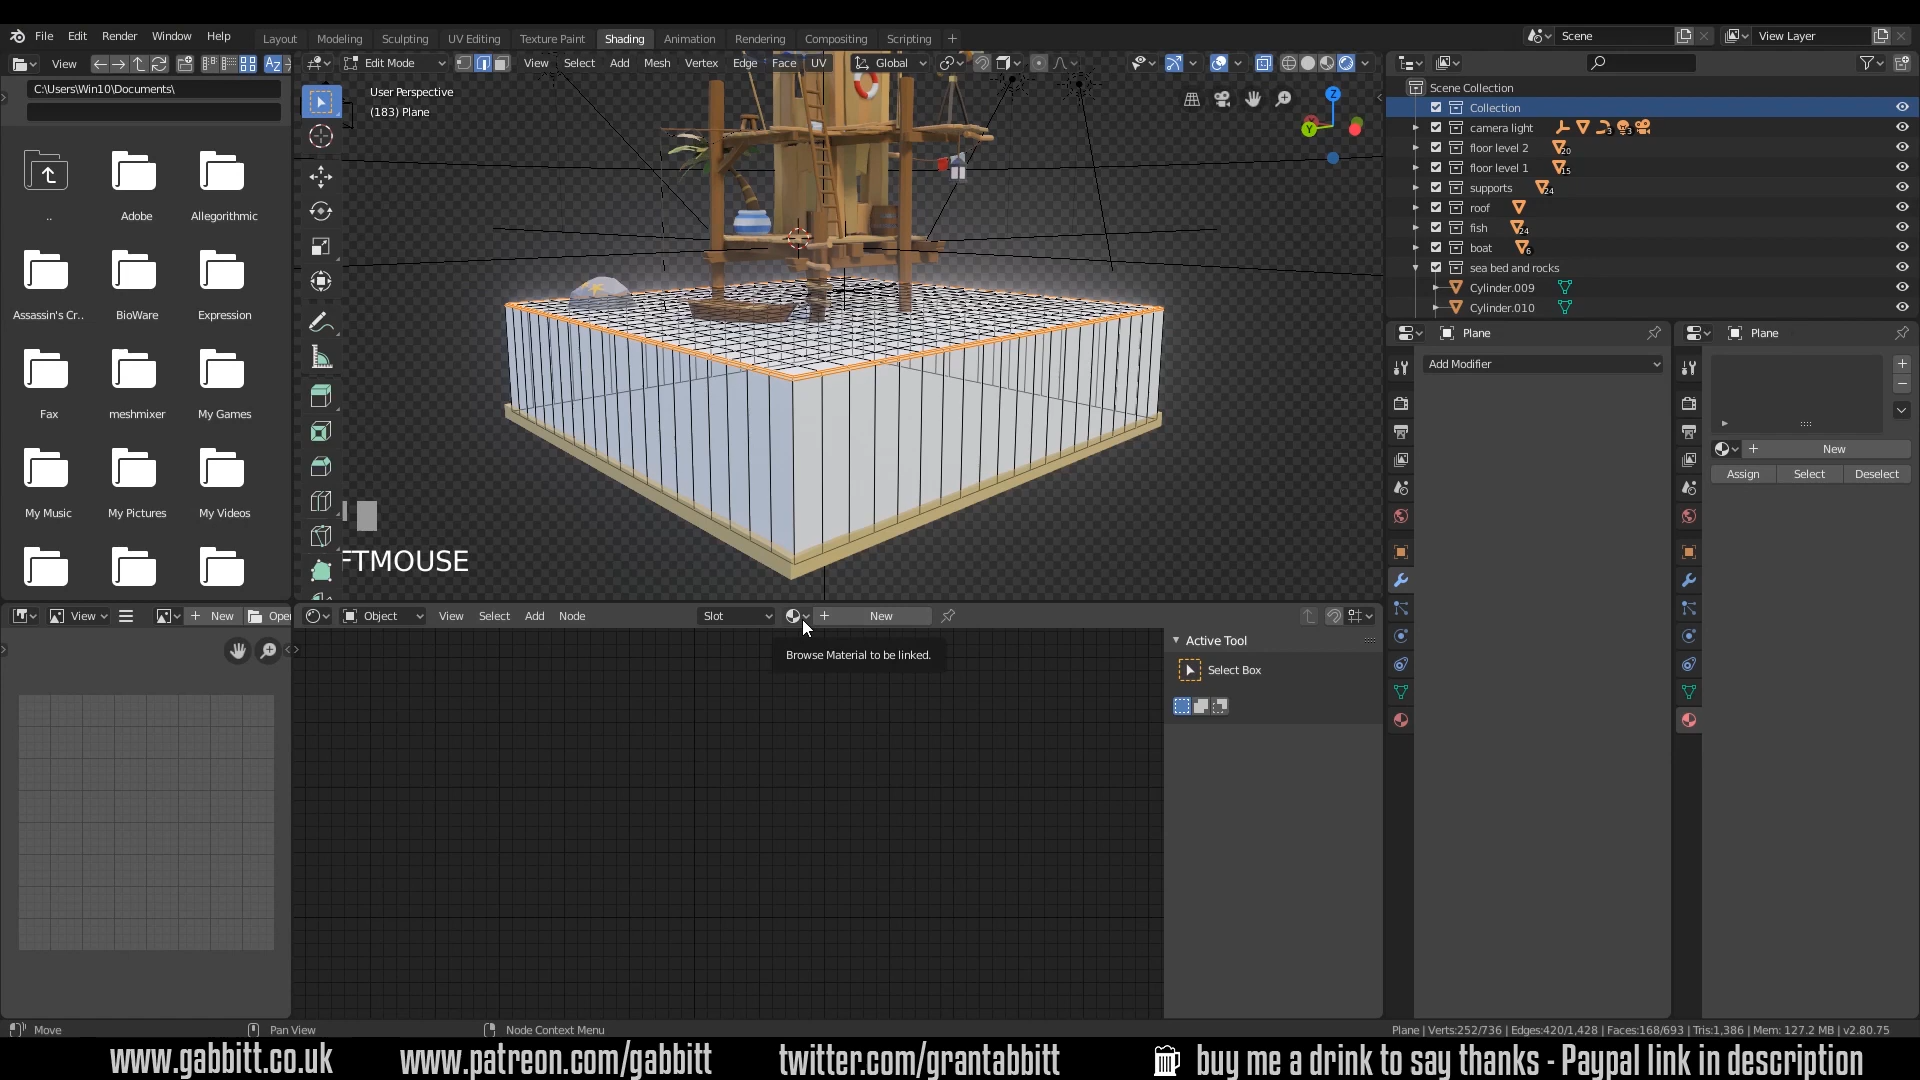 File Edit Render Window Help
Layout Modeling Sculpting UV Editing Texture Paint Shading Animation Rendering Compositing Scripting
Scene View Layer
View
Edit Mode View Select Add Mesh Vertex Edge Face UV Global
C:\Users\Win10\Documents\
User Perspective
(183) Plane
..
Adobe
Allegorithmic
Assassin's Cr..
BioWare
Expression
Fax
meshmixer
My Games
My Music
My Pictures
My Videos
FTMOUSE
Scene Collection
Collection
camera light 3 3
floor level 2 20
floor level 1 15
supports 24
roof
fish 24
boat 6
sea bed and rocks
Cylinder.009
Cylinder.010
Plane
Add Modifier
Plane
New
Assign Select Deselect
View New Ope
Object View Select Add Node Slot New
Browse Material to be linked.
Active Tool
Select Box
Move Pan View Node Context Menu
Plane | Verts:252/736 | Edges:420/1,428 | Faces:168/693 | Tris:1,386 | Mem: 127.2 MB | v2.80.75
www.gabbitt.co.uk www.patreon.com/gabbitt twitter.com/grantabbitt buy me a drink to say thanks - Paypal link in description